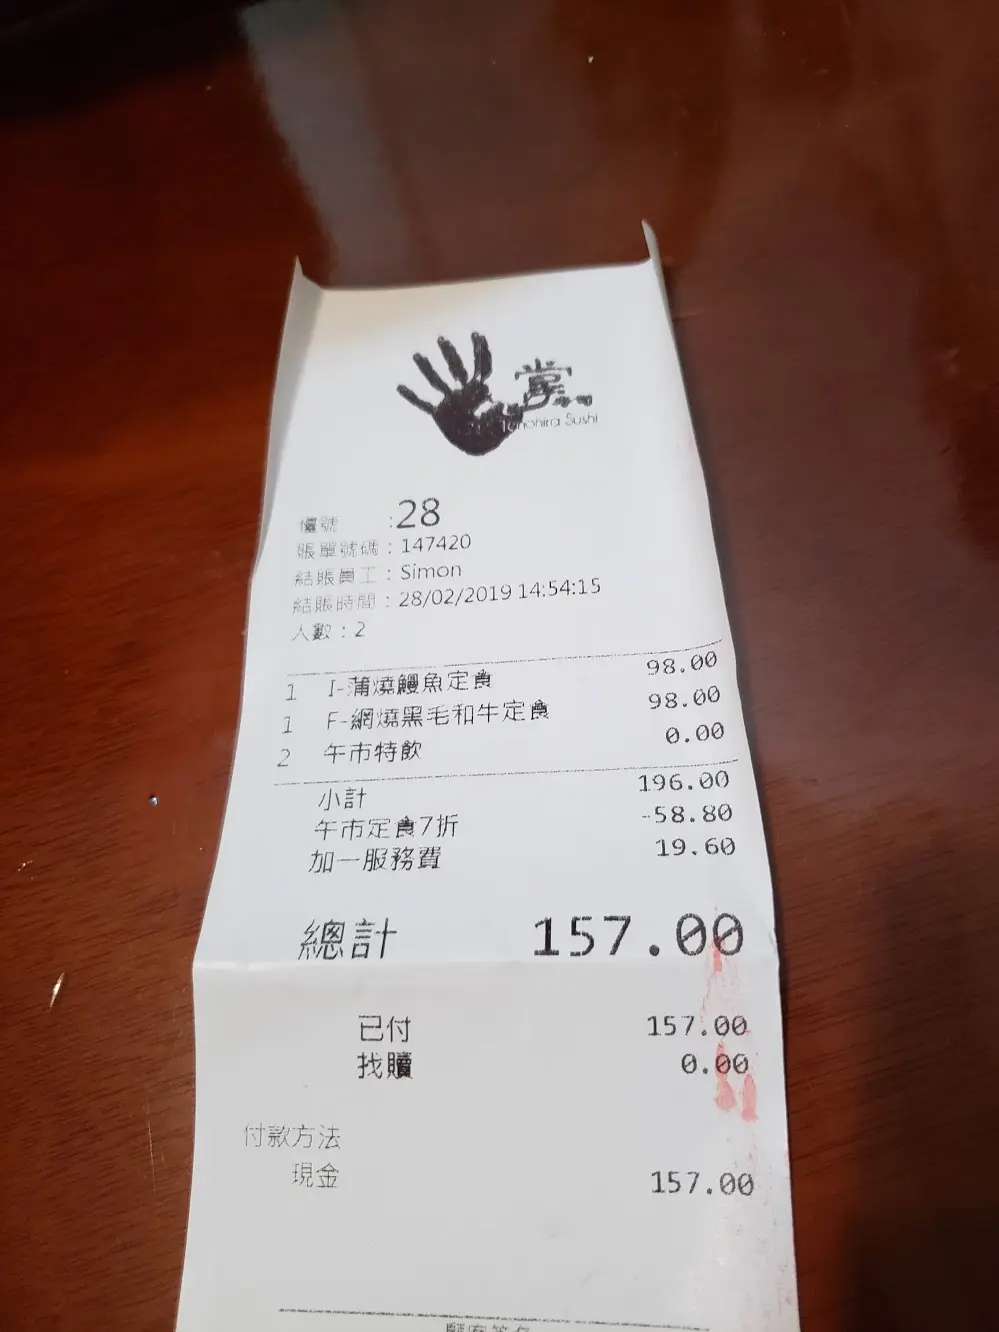 掌
Tanohira Sushi
檯號 :28
賬單號碼 : 147420
結賬員工 : Simon
結賬時間 : 28/02/2019 14:54:15
人數 : 2
1 I-蒲燒鰻魚定食 98.00
1 F-網燒黑毛和牛定食 98.00
2 午市特飲 0.00
小計 196.00
午市定食7折 -58.80
加一服務費 19.60
總計 157.00
已付 157.00
找贖 0.00
付款方法
現金 157.00